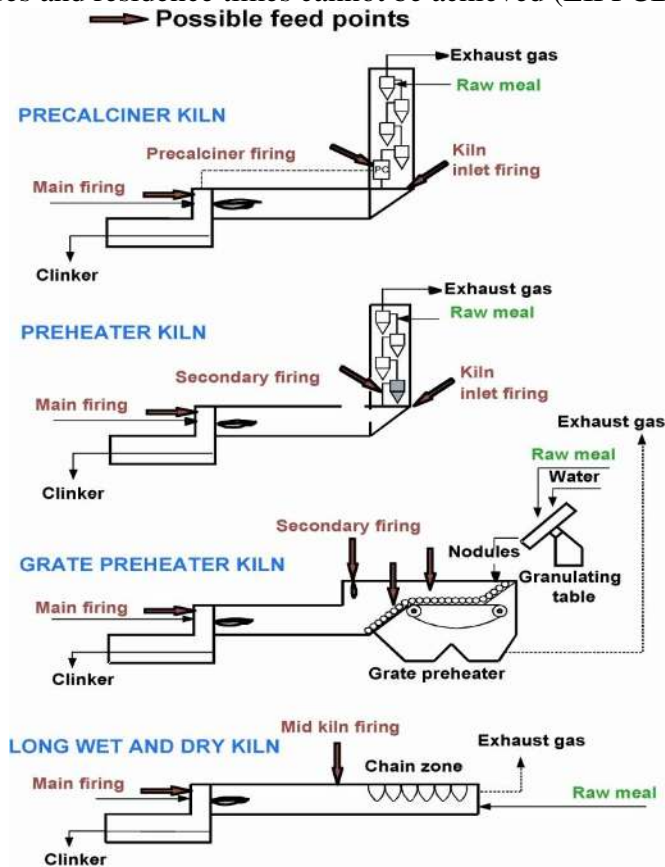 Possible feed points
Exhaust gas
Raw meal
PRECALCINER KILN
Precalciner firing
Kiln
inlet firing
PC
Main firing
Clinker
Exhaust gas
Raw meal
PREHEATER KILN
Secondary firing
Kiln
inlet firing
Main firing
Clinker
Exhaust gas
Raw meal
Water
Secondary firing
Nodules
GRATE PREHEATER KILN
Granulating
table
Main firing
Clinker
Grate preheater
Mid kiln firing
LONG WET AND DRY KILN
Exhaust gas
Chain zone
Main firing
Raw meal
Clinker